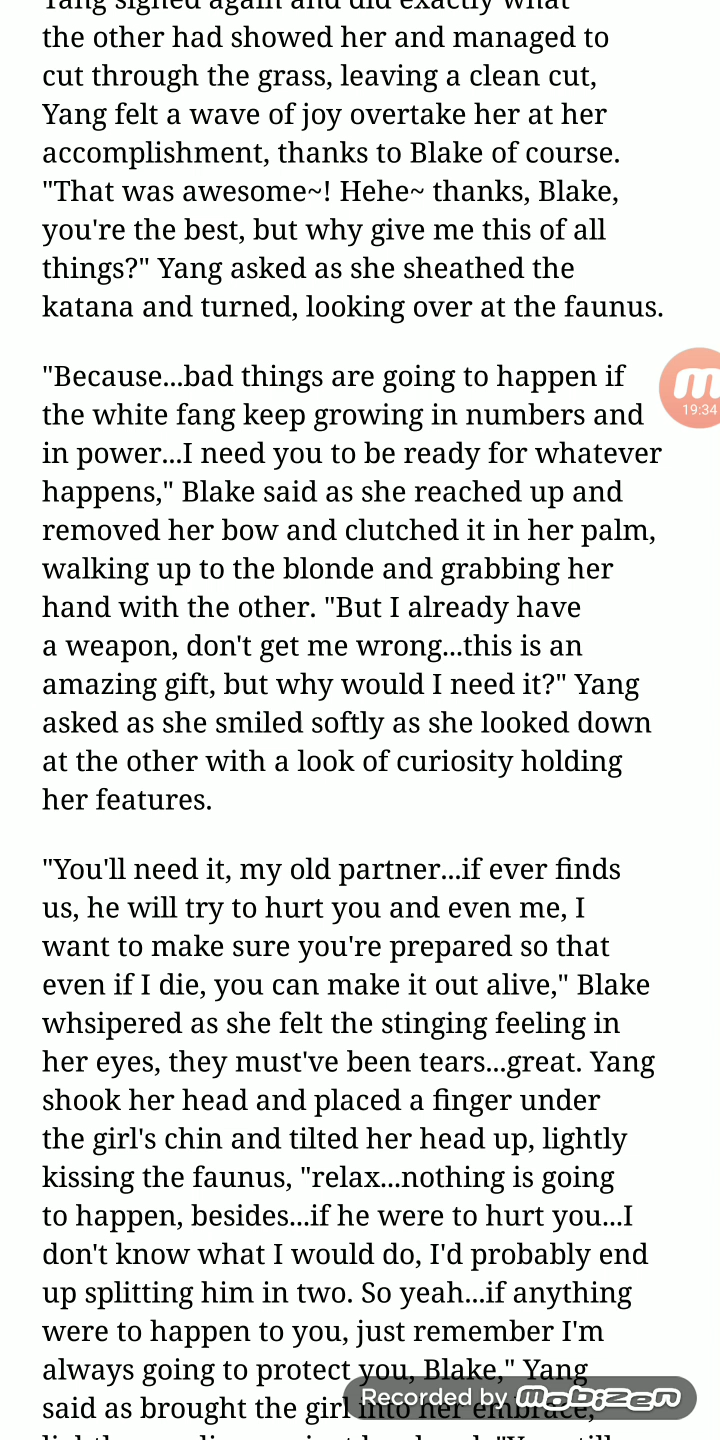 Yang signed again and did exactly what
the other had showed her and managed to
cut through the grass, leaving a clean cut,
Yang felt a wave of joy overtake her at her
accomplishment, thanks to Blake of course.
"That was awesome~! Hehe~ thanks, Blake,
you're the best, but why give me this of all
things?" Yang asked as she sheathed the
katana and turned, looking over at the faunus.
"Because...bad things are going to happen if
the white fang keep growing in numbers and
in power...I need you to be ready for whatever
happens," Blake said as she reached up and
removed her bow and clutched it in her palm,
walking up to the blonde and grabbing her
hand with the other. "But I already have
a weapon, don't get me wrong...this is an
amazing gift, but why would I need it?" Yang
asked as she smiled softly as she looked down
at the other with a look of curiosity holding
her features.
"You'll need it, my old partner...if ever finds
us, he will try to hurt you and even me, I
want to make sure you're prepared so that
even if I die, you can make it out alive," Blake
whsipered as she felt the stinging feeling in
her eyes, they must've been tears...great. Yang
shook her head and placed a finger under
the girl's chin and tilted her head up, lightly
kissing the faunus, "relax...nothing is going
to happen, besides...if he were to hurt you...I
don't know what I would do, I'd probably end
up splitting him in two. So yeah...if anything
were to happen to you, just remember I'm
always going to protect you, Blake," Yang
said as brought the girl into her embrace,
m
19:34
Recorded by mobizen